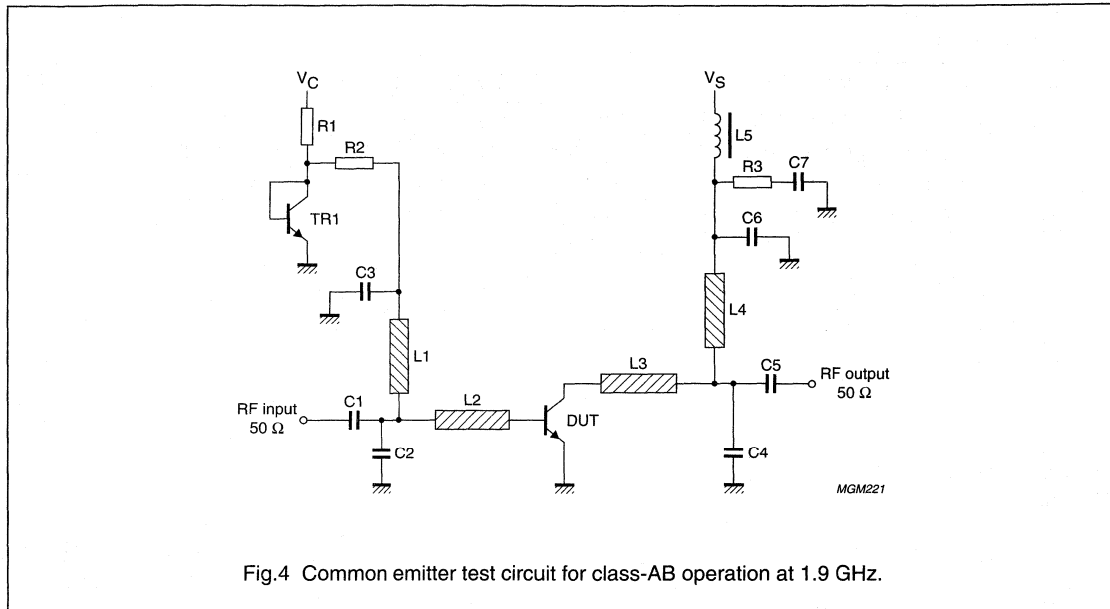 V_C
V_S
R1
R2
L5
R3
C7
TR1
C6
C3
L4
L1
L3
C5
RF output
50 Ω
C1
L2
RF input
50 Ω
DUT
C2
C4
MGM221
Fig.4 Common emitter test circuit for class-AB operation at 1.9 GHz.